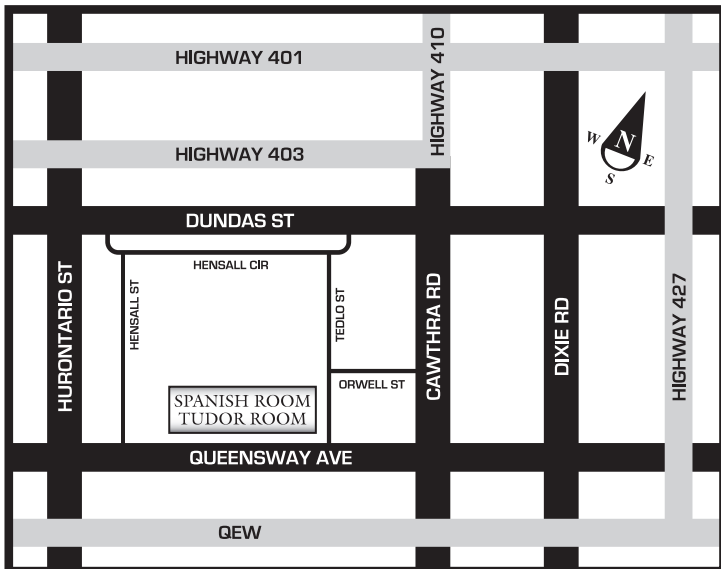 HIGHWAY 401
HIGHWAY 410
HIGHWAY 403
W N E
S
DUNDAS ST
HENSALL CIR
HURONTARIO ST
HENSALL ST
TEDLO ST
CAWTHRA RD
DIXIE RD
HIGHWAY 427
ORWELL ST
SPANISH ROOM
TUDOR ROOM
QUEENSWAY AVE
QEW